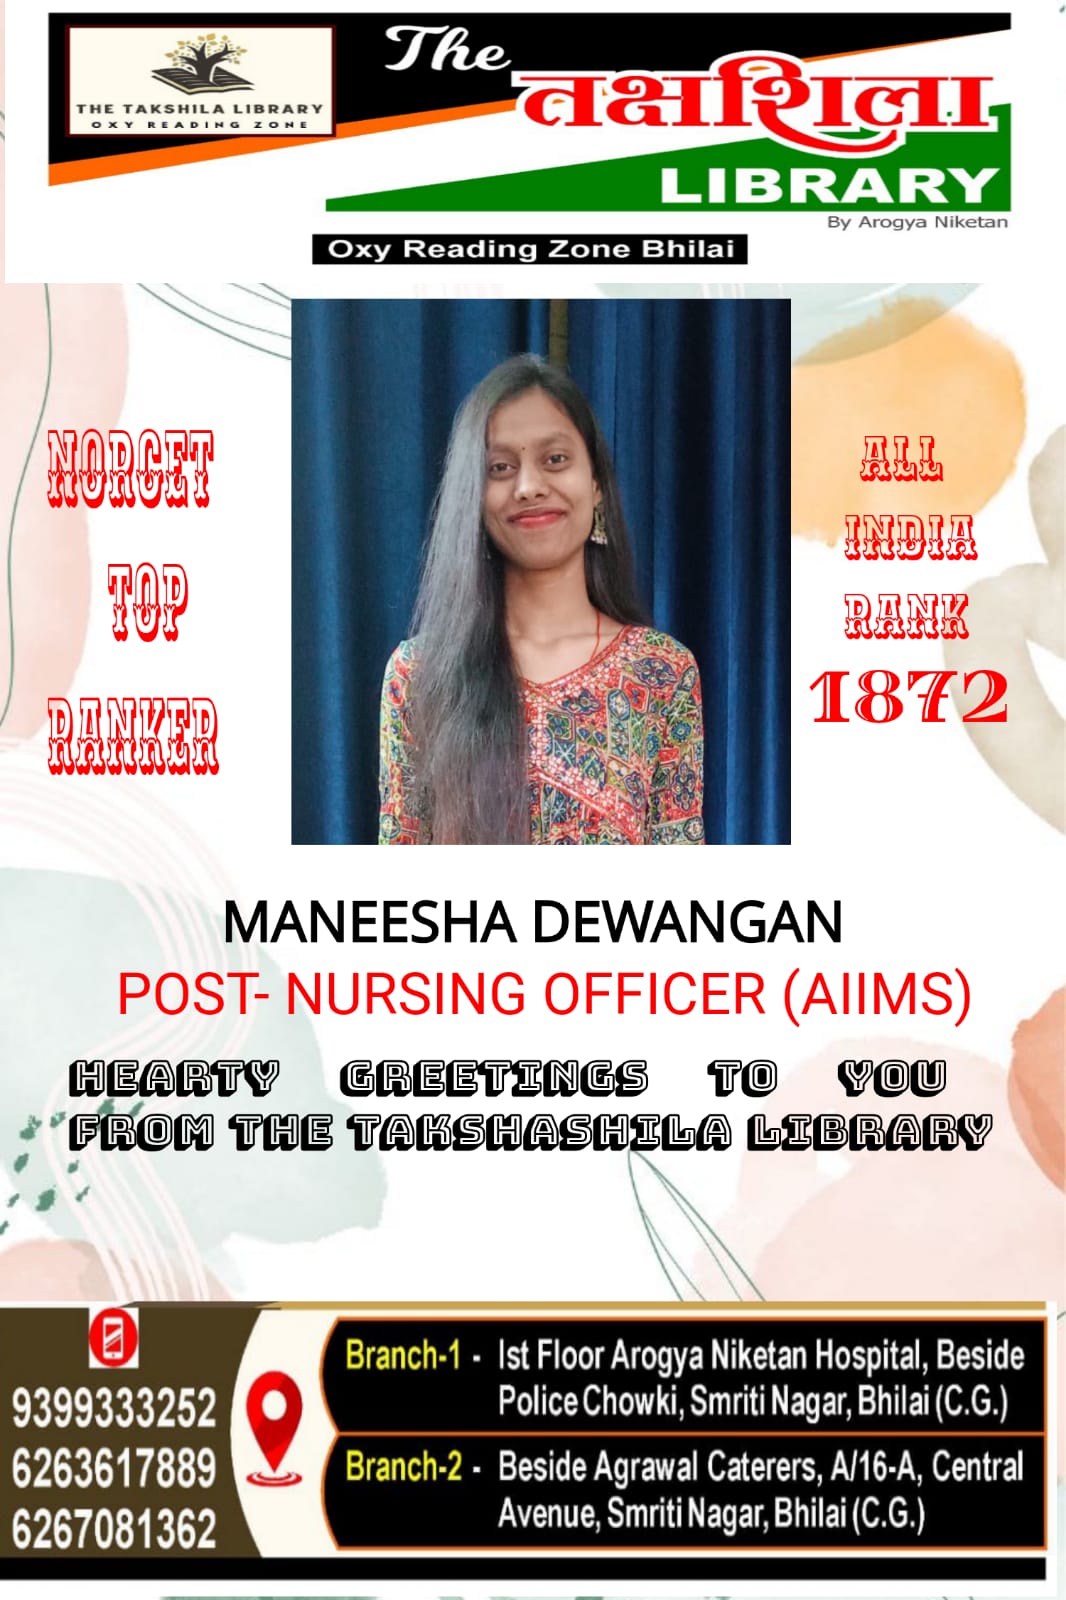 THE TAKSHILA LIBRARY
OXY READING ZONE
The
तक्षशिला
LIBRARY
By Arogya Niketan
Oxy Reading Zone Bhilai
NORCET
TOP
RANKER
ALL
INDIA
RANK
1872
MANEESHA DEWANGAN
POST- NURSING OFFICER (AIIMS)
HEARTY GREETINGS TO YOU
FROM THE TAKSHASHILA LIBRARY
9399333252
6263617889
6267081362
Branch-1 - Ist Floor Arogya Niketan Hospital, Beside
Police Chowki, Smriti Nagar, Bhilai (C.G.)
Branch-2 - Beside Agrawal Caterers, A/16-A, Central
Avenue, Smriti Nagar, Bhilai (C.G.)